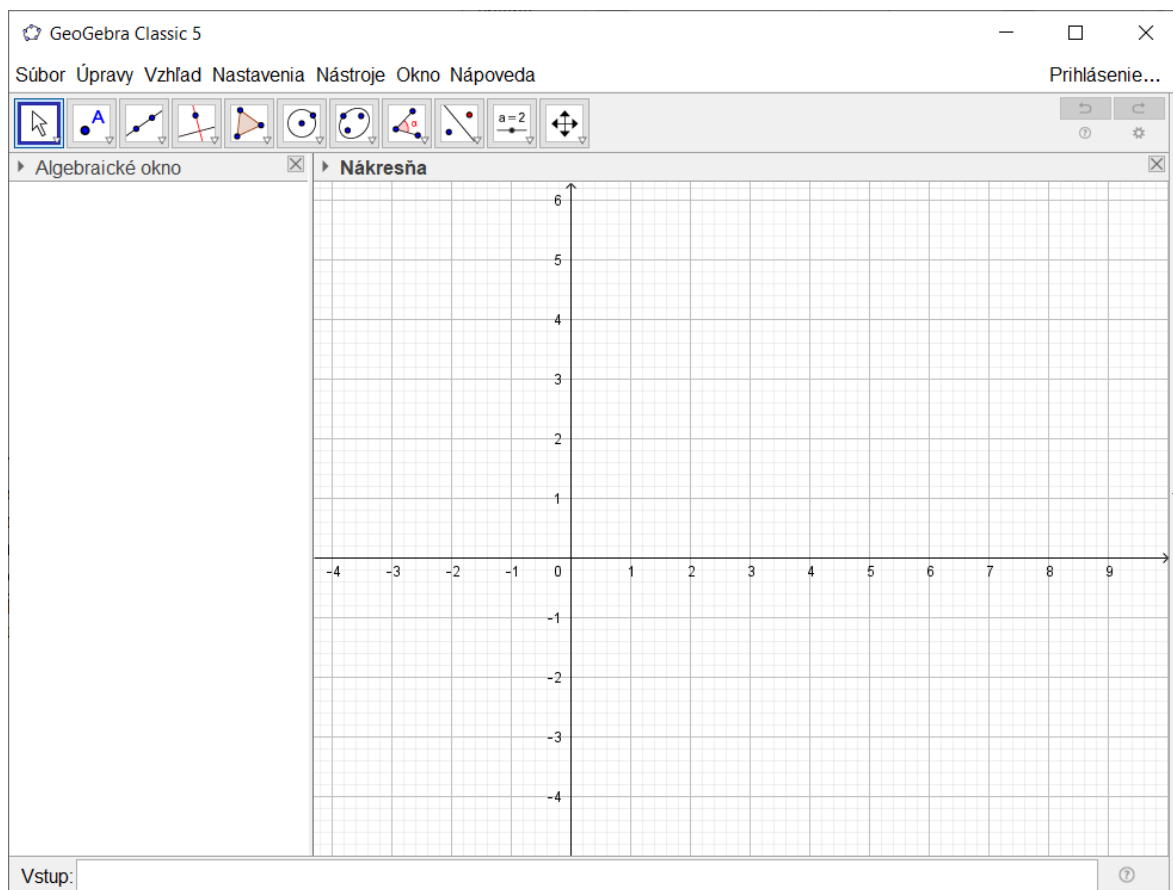 GeoGebra Classic 5
Súbor Úpravy Vzhľad Nastavenia Nástroje Okno Nápoveda Prihlásenie...
A α a=2
Algebraické okno Nákresňa
6
5
4
3
2
1
-4 -3 -2 -1 0 1 2 3 4 5 6 7 8 9
-1
-2
-3
-4
Vstup: